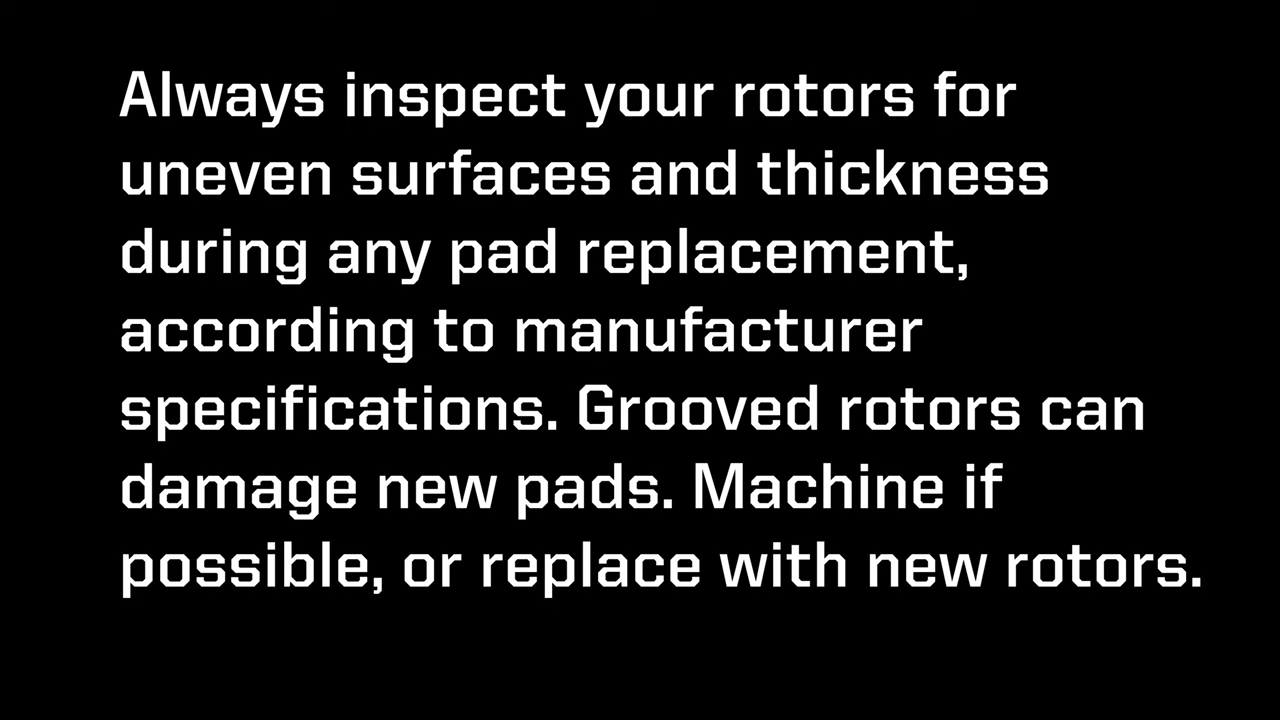 Always inspect your rotors for
uneven surfaces and thickness
during any pad replacement,
according to manufacturer
specifications. Grooved rotors can
damage new pads. Machine if
possible, or replace with new rotors.